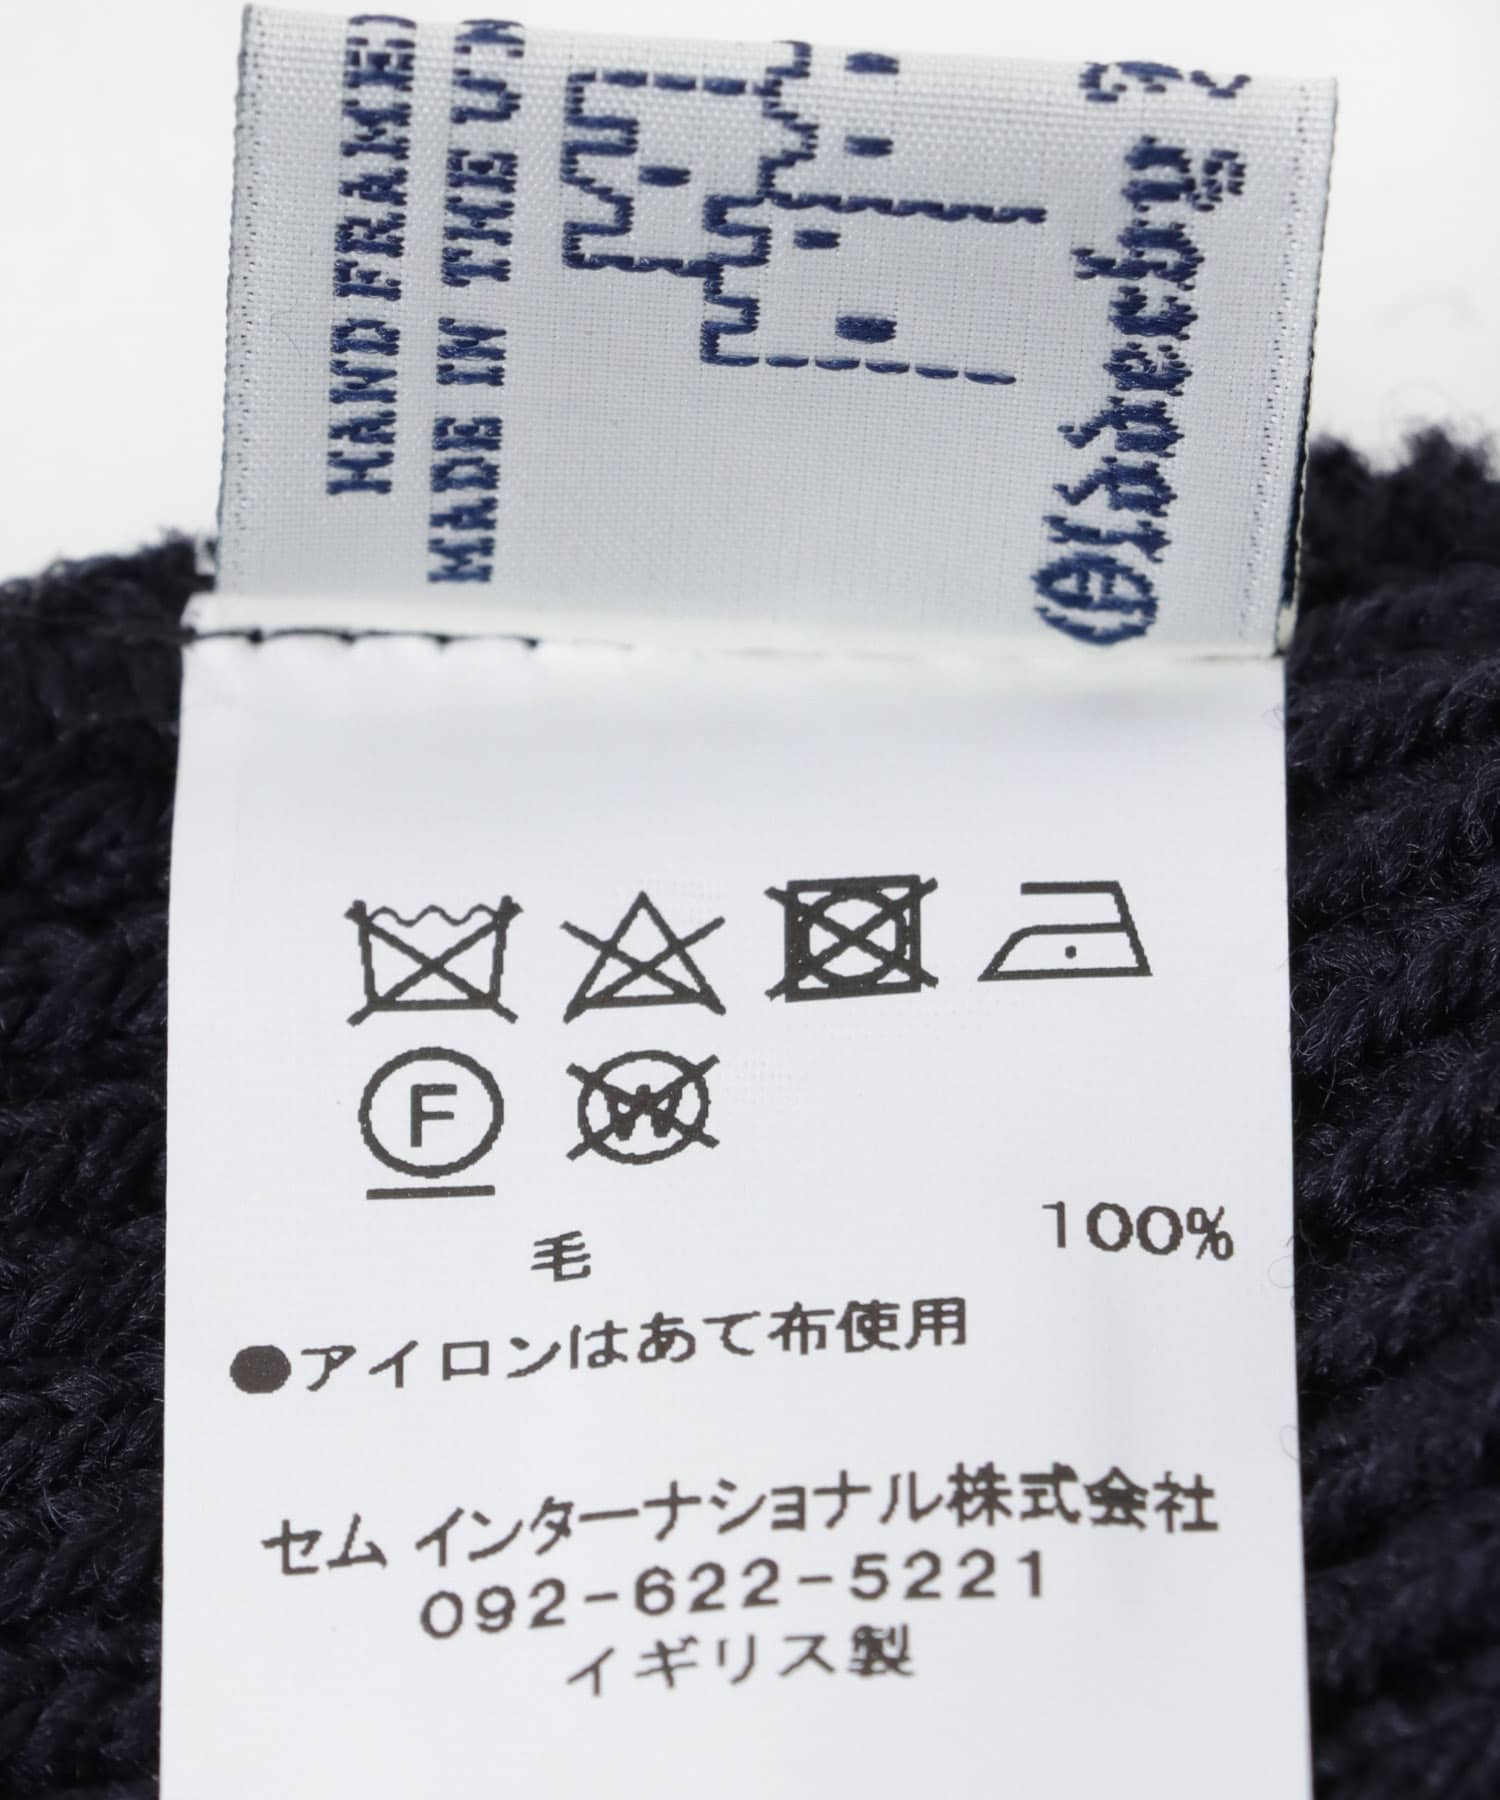 HAND FRAMED
MADE IN THE U
Oldderby
F
W
毛 100%
●アイロンはあて布使用
セム インターナショナル株式会社
092-622-5221
イギリス製